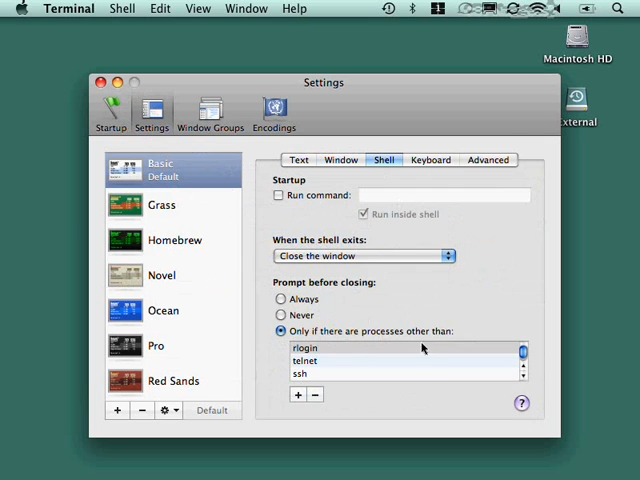 Terminal Shell Edit View Window Help
1
Macintosh HD
External
Settings
Startup Settings Window Groups Encodings
Text Window Shell Keyboard Advanced
Basic
Default
Grass
Homebrew
Novel
Ocean
Pro
Red Sands
Default
Startup
Run command:
Run inside shell
When the shell exits:
Close the window
Prompt before closing:
Always
Never
Only if there are processes other than:
rlogin
telnet
ssh
+ −
?
+ −